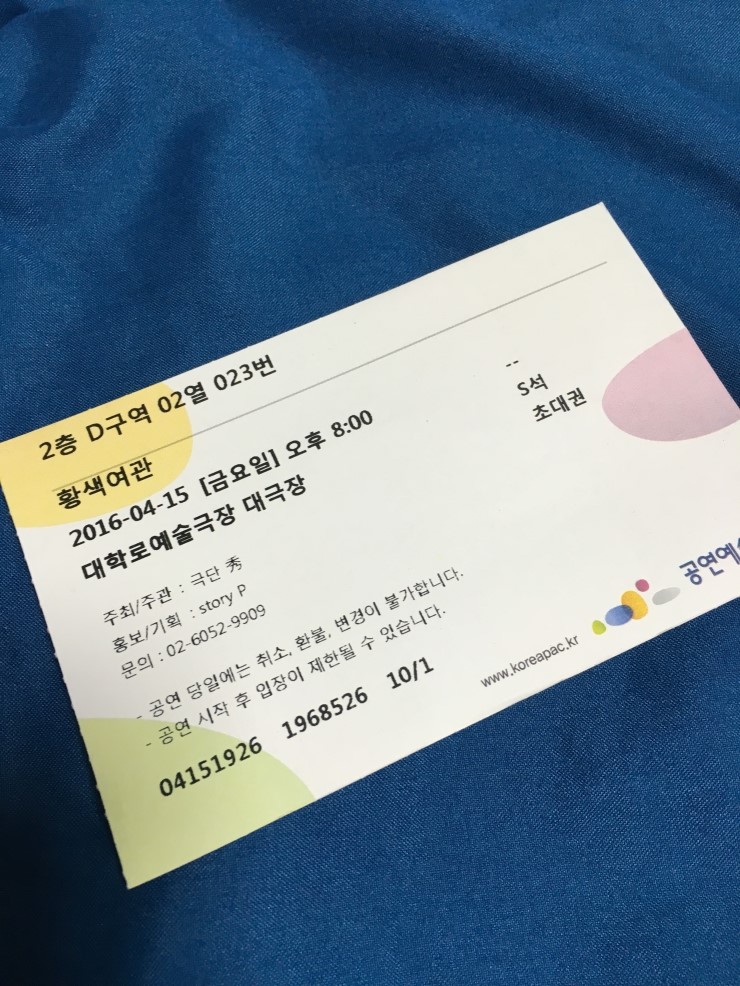 2층 D구역 02열 023번
황색여관
2016-04-15 [금요일] 오후 8:00
대학로예술극장 대극장
--
S석
초대권
주최/주관 : 극단 秀
홍보/기획 : story P
문의 : 02-6052-9909
- 공연 당일에는 취소, 환불, 변경이 불가합니다.
- 공연 시작 후 입장이 제한될 수 있습니다.
04151926 1968526 10/1
www.koreapac.kr
공연예술